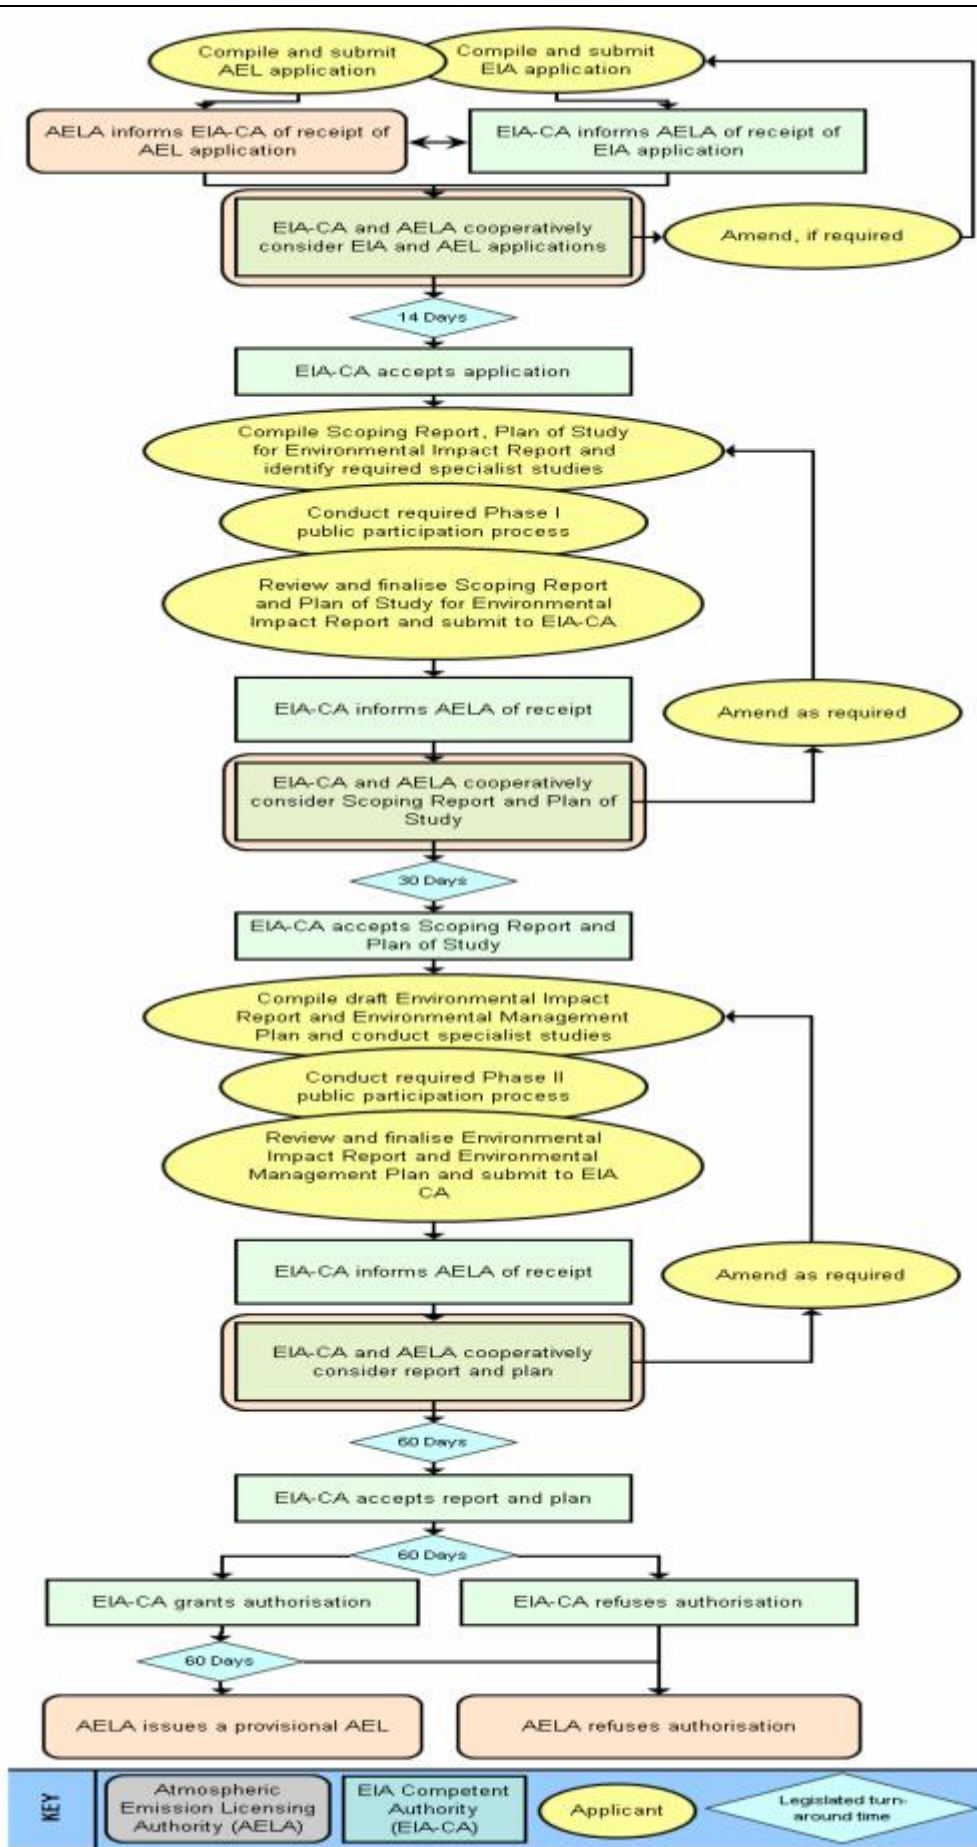 Compile and submit
AEL application
Compile and submit
EIA application
AELA informs EIA-CA of receipt of
AEL application
EIA-CA informs AELA of receipt of
EIA application
EIA-CA and AELA cooperatively
consider EIA and AEL applications
Amend, if required
14 Days
EIA-CA accepts application
Compile Scoping Report, Plan of Study
for Environmental Impact Report and
identify required specialist studies
Conduct required Phase I
public participation process
Review and finalise Scoping Report
and Plan of Study for Environmental
Impact Report and submit to EIA-CA
EIA-CA informs AELA of receipt
Amend as required
EIA-CA and AELA cooperatively
consider Scoping Report and Plan of
Study
30 Days
EIA-CA accepts Scoping Report and
Plan of Study
Compile draft Environmental Impact
Report and Environmental Management
Plan and conduct specialist studies
Conduct required Phase II
public participation process
Review and finalise Environmental
Impact Report and Environmental
Management Plan and submit to EIA
CA
EIA-CA informs AELA of receipt
Amend as required
EIA-CA and AELA cooperatively
consider report and plan
60 Days
EIA-CA accepts report and plan
60 Days
EIA-CA grants authorisation
EIA-CA refuses authorisation
60 Days
AELA issues a provisional AEL
AELA refuses authorisation
KEY
Atmospheric
Emission Licensing
Authority (AELA)
EIA Competent
Authority
(EIA-CA)
Applicant
Legislated turn-
around time